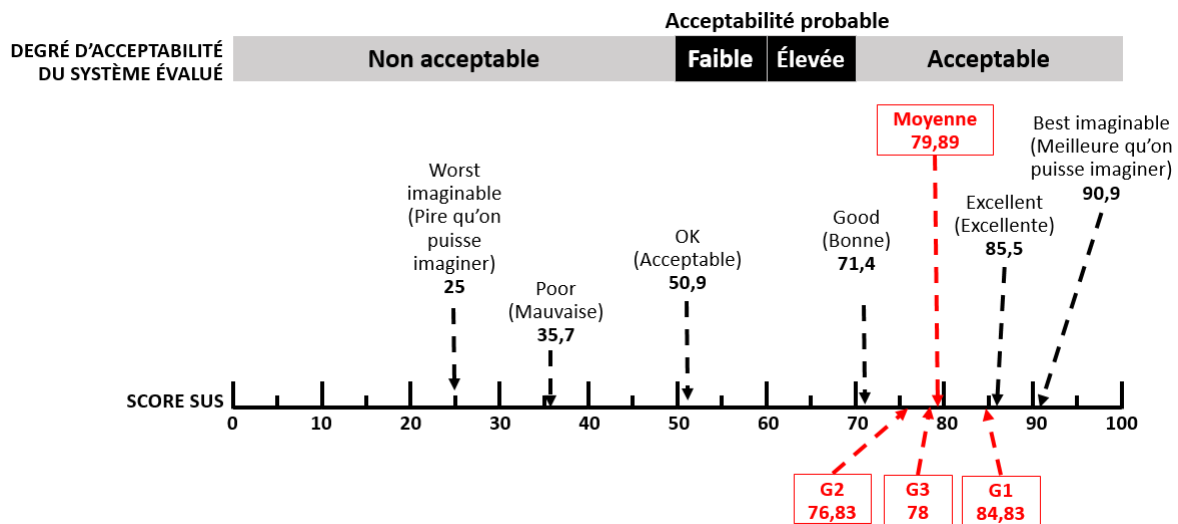 Acceptabilité probable
DEGRÉ D'ACCEPTABILITÉ
DU SYSTÈME ÉVALUÉ
Non acceptable
Faible
Élevée
Acceptable
Moyenne
79,89
Best imaginable
(Meilleure qu'on
puisse imaginer)
90,9
Worst
imaginable
(Pire qu'on
puisse
imaginer)
25
Poor
(Mauvaise)
35,7
OK
(Acceptable)
50,9
Good
(Bonne)
71,4
Excellent
(Excellente)
85,5
SCORE SUS
0 10 20 30 40 50 60 70 80 90 100
G2
76,83
G3
78
G1
84,83